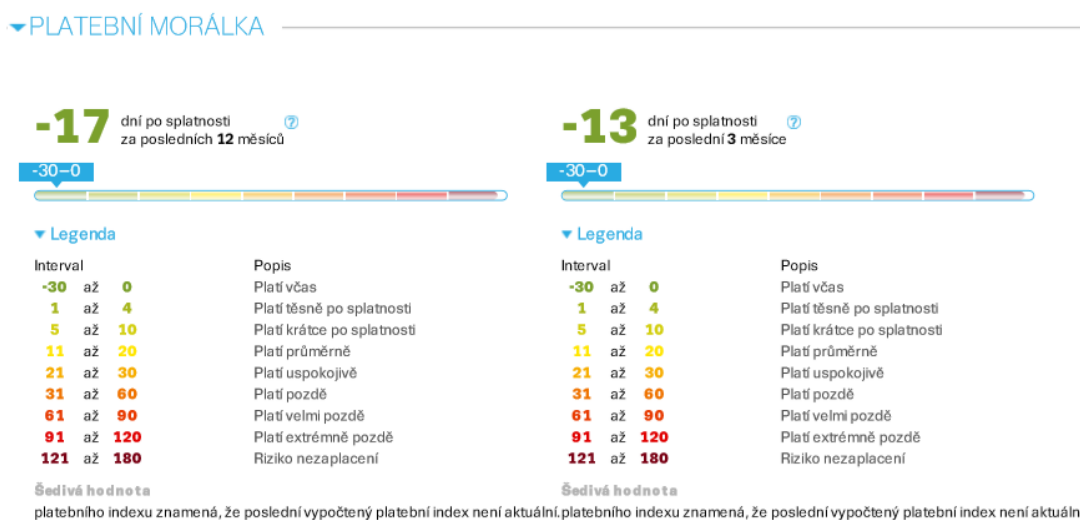 PLATEBNÍ MORÁLKA
-17 dní po splatnosti
za posledních 12 měsíců
-30–0
Legenda
Interval Popis
-30 až 0 Platí včas
1 až 4 Platí těsně po splatnosti
5 až 10 Platí krátce po splatnosti
11 až 20 Platí průměrně
21 až 30 Platí uspokojivě
31 až 60 Platí pozdě
61 až 90 Platí velmi pozdě
91 až 120 Platí extrémně pozdě
121 až 180 Riziko nezaplacení
Šedivá hodnota
platebního indexu znamená, že poslední vypočtený platební index není aktuální.
-13 dní po splatnosti
za poslední 3 měsíce
-30–0
Legenda
Interval Popis
-30 až 0 Platí včas
1 až 4 Platí těsně po splatnosti
5 až 10 Platí krátce po splatnosti
11 až 20 Platí průměrně
21 až 30 Platí uspokojivě
31 až 60 Platí pozdě
61 až 90 Platí velmi pozdě
91 až 120 Platí extrémně pozdě
121 až 180 Riziko nezaplacení
Šedivá hodnota
platebního indexu znamená, že poslední vypočtený platební index není aktuáln